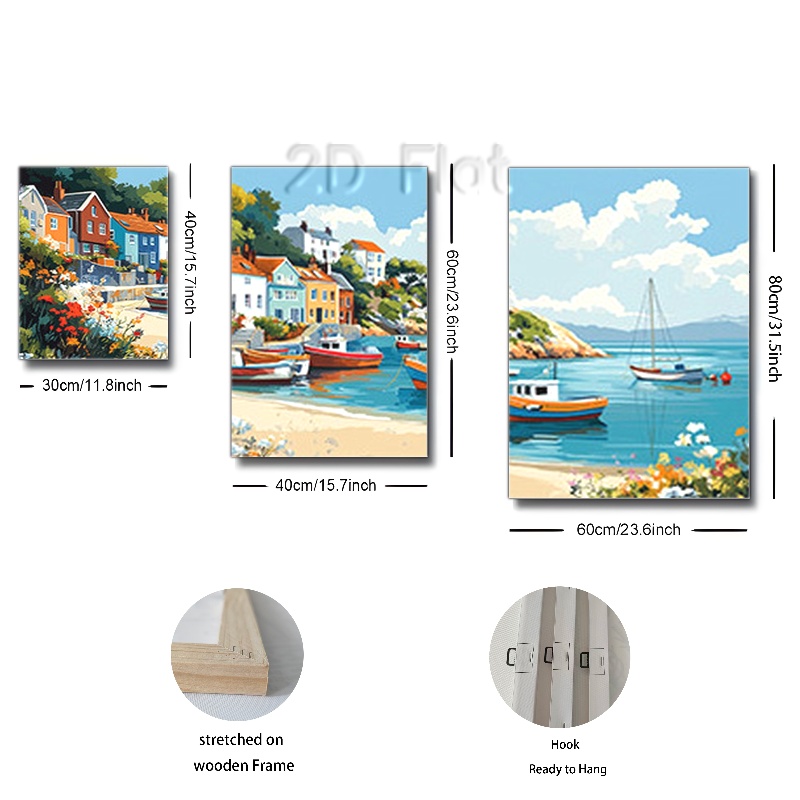 2D Flat
40cm/15.7inch
60cm/23.6inch
80cm/31.5inch
30cm/11.8inch
40cm/15.7inch
60cm/23.6inch
stretched on
wooden Frame
Hook
Ready to Hang